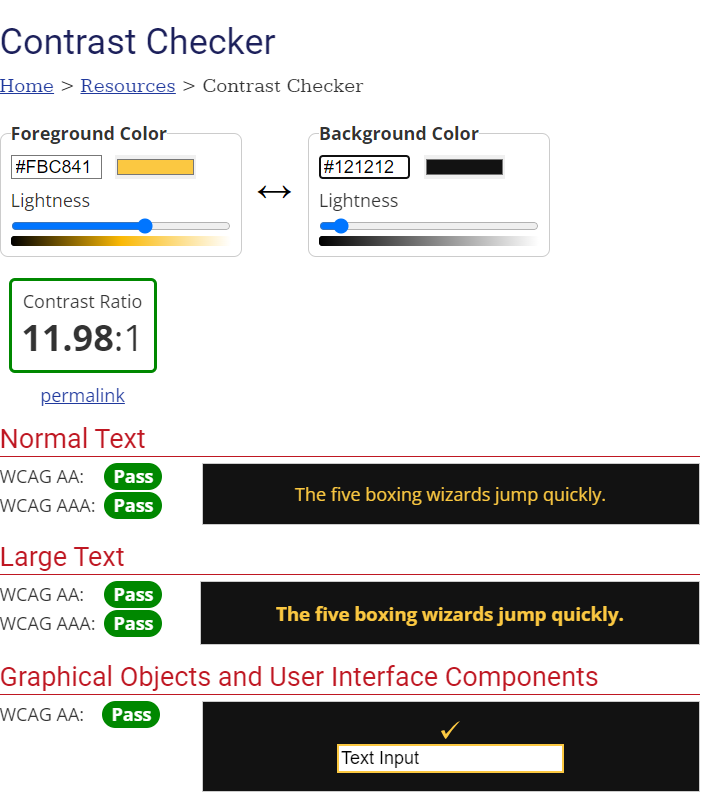 Contrast Checker
Home > Resources > Contrast Checker
Foreground Color
#FBC841
Lightness
Background Color
#121212
Lightness
Contrast Ratio
11.98:1
permalink
Normal Text
WCAG AA: Pass
WCAG AAA: Pass
The five boxing wizards jump quickly.
Large Text
WCAG AA: Pass
WCAG AAA: Pass
The five boxing wizards jump quickly.
Graphical Objects and User Interface Components
WCAG AA: Pass
✓
Text Input